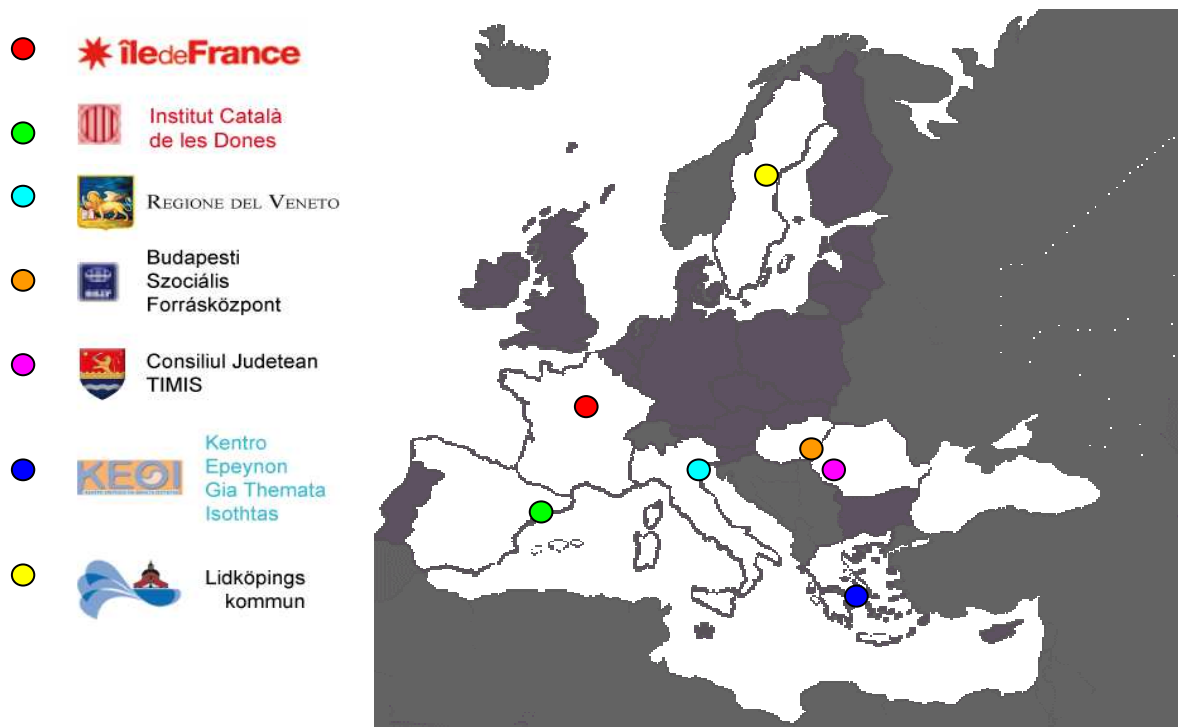 îledeFrance
Institut Català
de les Dones
REGIONE DEL VENETO
Budapesti
Szociális
Forrásközpont
Consiliul Judetean
TIMIS
KEΘI
Kentro
Epeynon
Gia Themata
Isothtas
Lidköpings
kommun